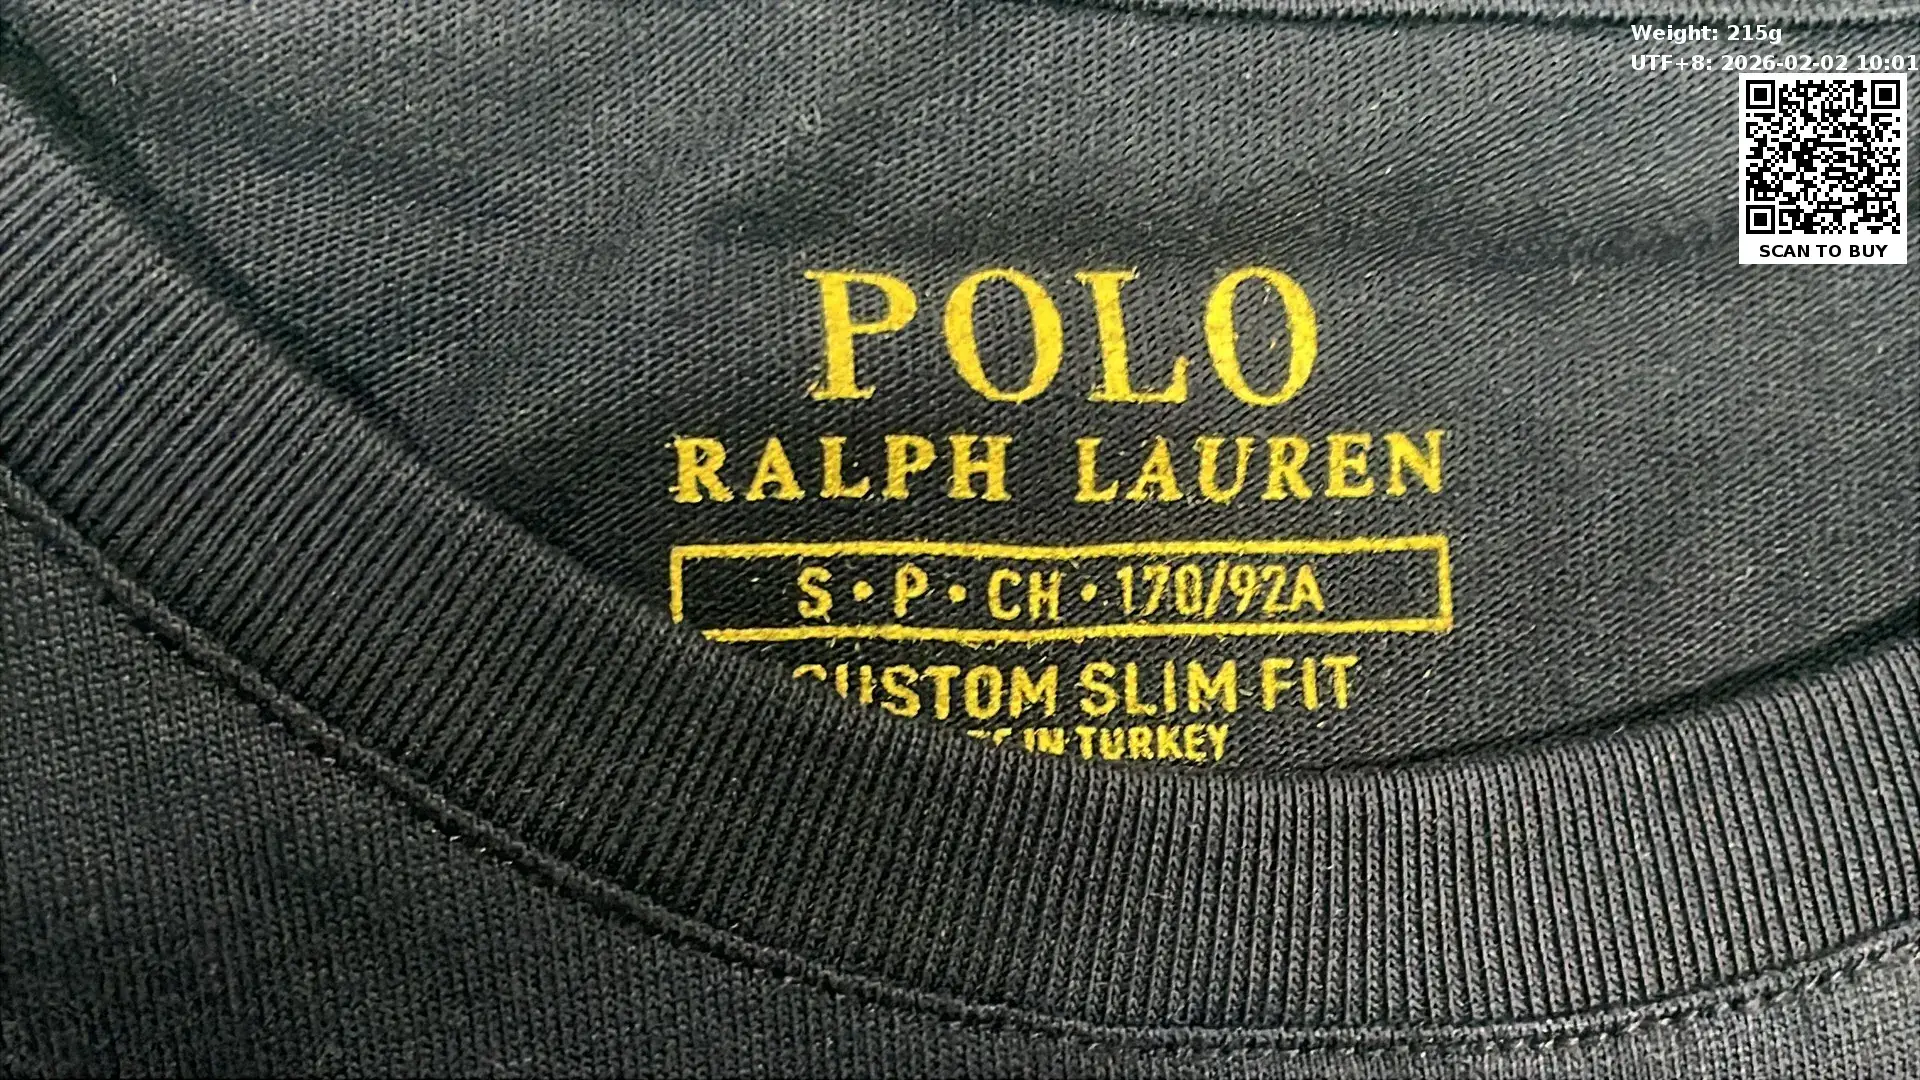 Weight: 215g
UTF+8: 2026-02-02 10:01
SCAN TO BUY
POLO
RALPH LAUREN
S • P • CH • 170/92A
CUSTOM SLIM FIT
IN TURKEY